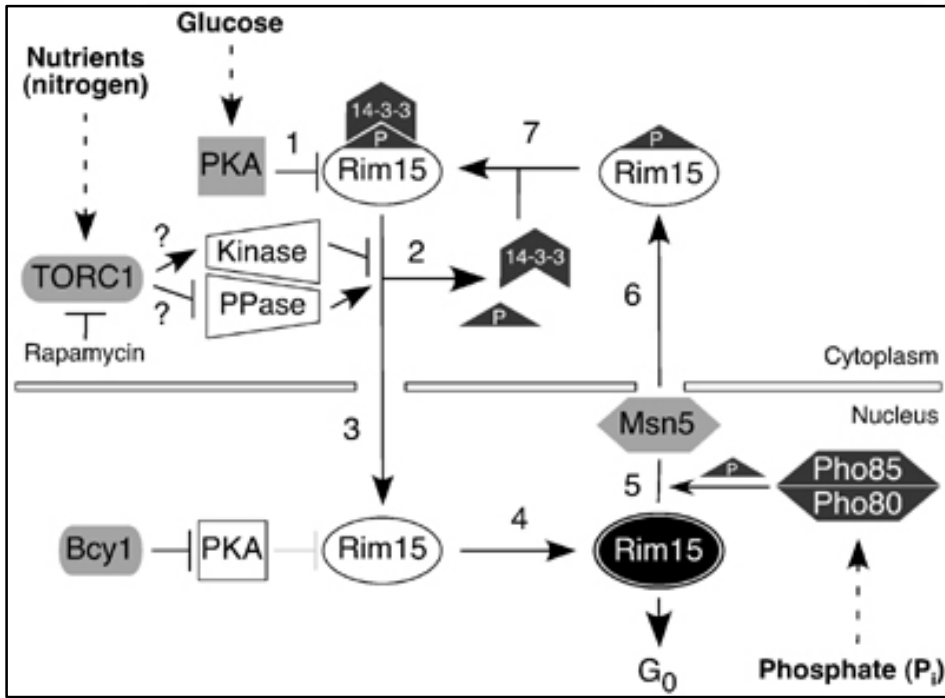 Glucose
Nutrients
(nitrogen)
PKA
1
14-3-3
P
Rim15
7
P
Rim15
TORC1
?
Kinase
?
PPase
2
14-3-3
P
6
Rapamycin
Cytoplasm
Nucleus
3
Msn5
5
P
Pho85
Pho80
Bcy1
PKA
Rim15
4
Rim15
G0
Phosphate (Pi)